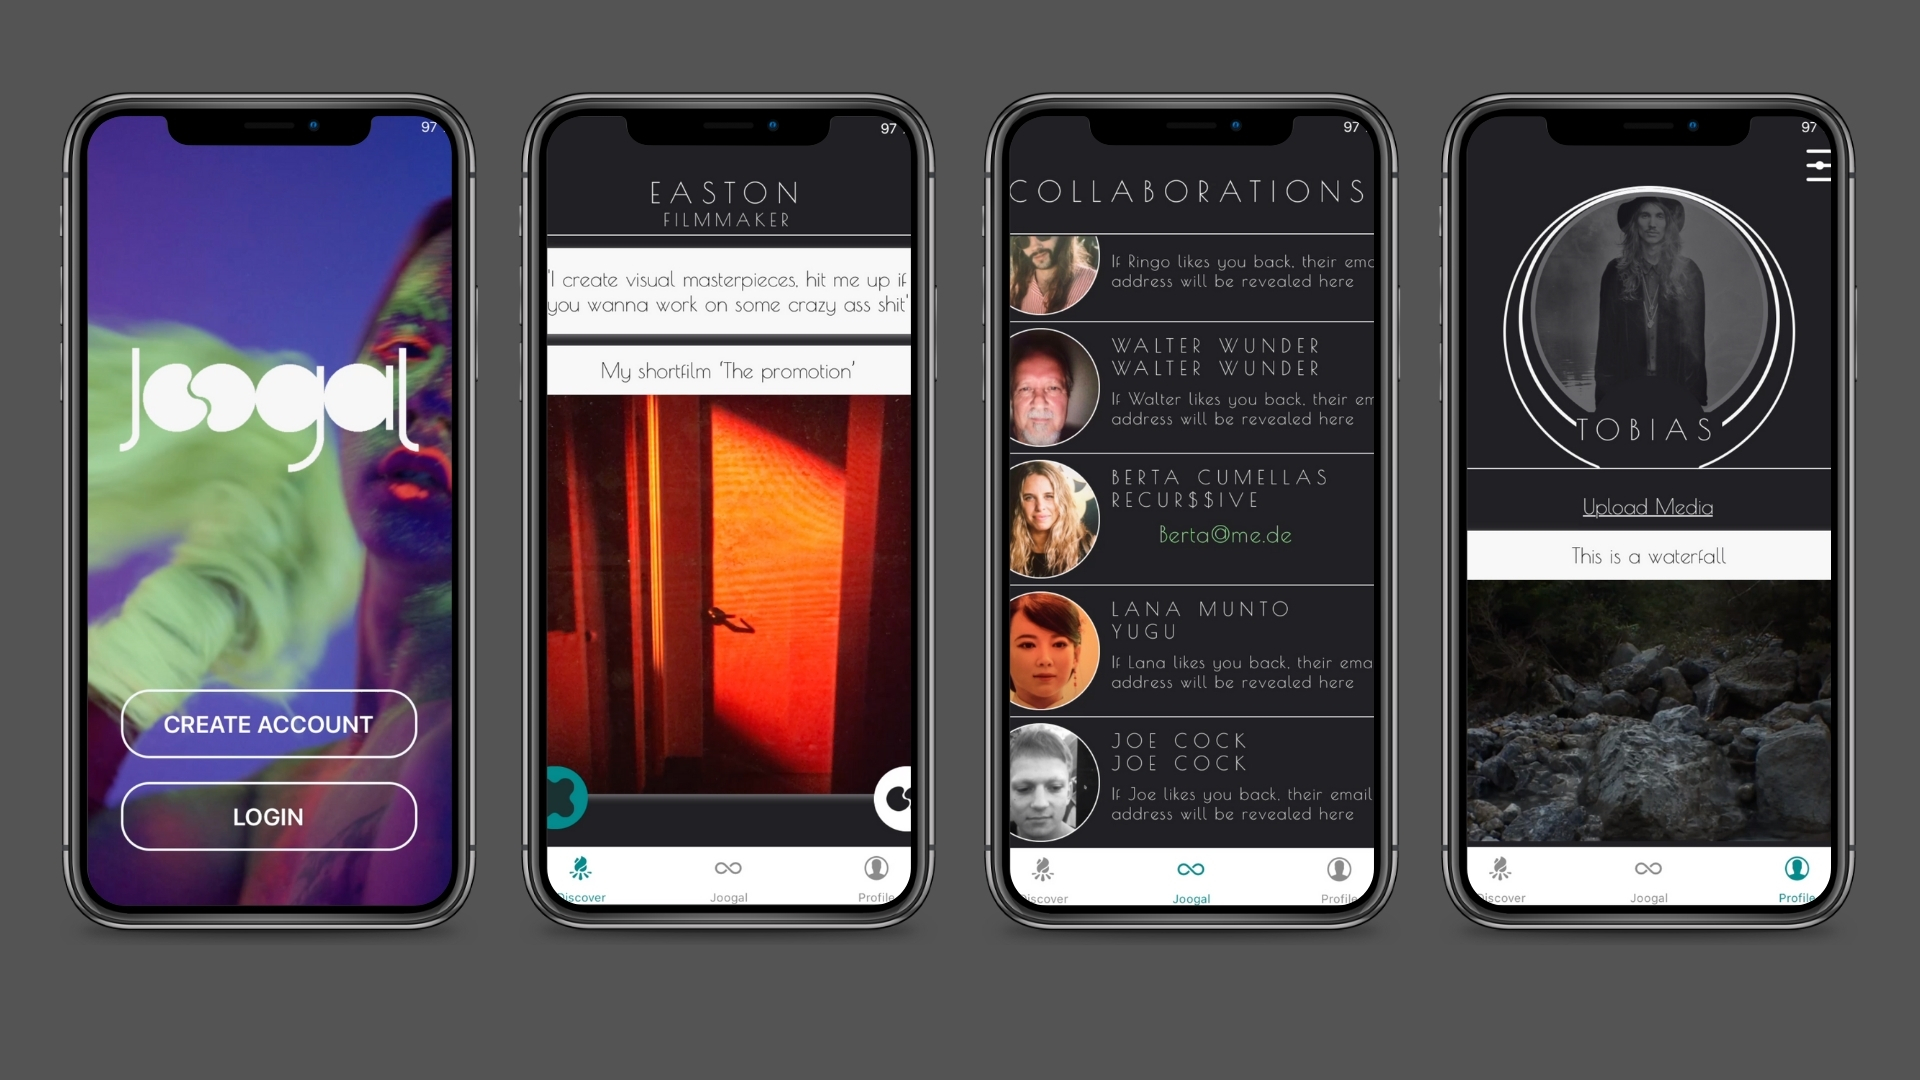 97
Joogal
CREATE ACCOUNT
LOGIN
97
EASTON
FILMMAKER
'I create visual masterpieces, hit me up if
you wanna work on some crazy ass shit'
My shortfilm 'The promotion'
Discover
Joogal
Profile
97
COLLABORATIONS
If Ringo likes you back, their ema
address will be revealed here
WALTER WUNDER
WALTER WUNDER
If Walter likes you back, their em
address will be revealed here
BERTA CUMELLAS
RECUR$$IVE
Berta@me.de
LANA MUNTO
YUGU
If Lana likes you back, their ema
address will be revealed here
JOE COCK
JOE COCK
If Joe likes you back, their email
address will be revealed here
iscover
Joogal
Profile
97
TOBIAS
Upload Media
This is a waterfall
Discover
Joogal
Profile